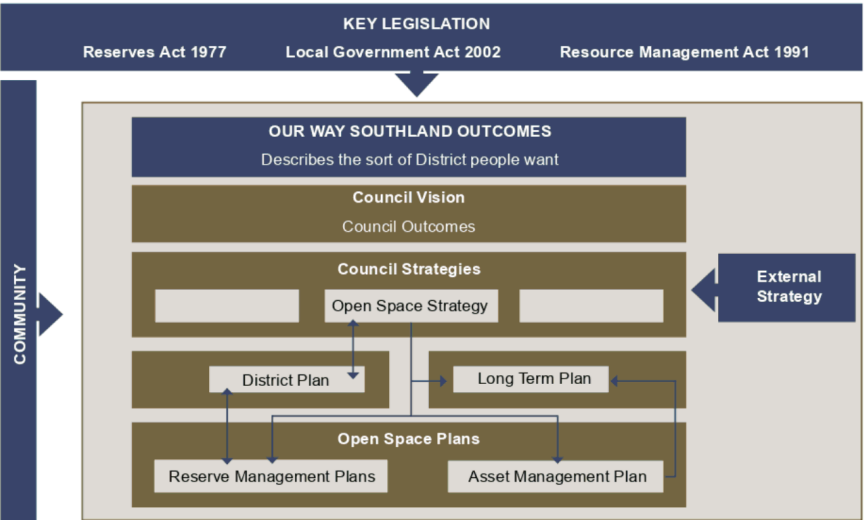 KEY LEGISLATION
Reserves Act 1977 Local Government Act 2002 Resource Management Act 1991
COMMUNITY
OUR WAY SOUTHLAND OUTCOMES
Describes the sort of District people want
Council Vision
Council Outcomes
Council Strategies
Open Space Strategy
External
Strategy
District Plan
Long Term Plan
Open Space Plans
Reserve Management Plans
Asset Management Plan